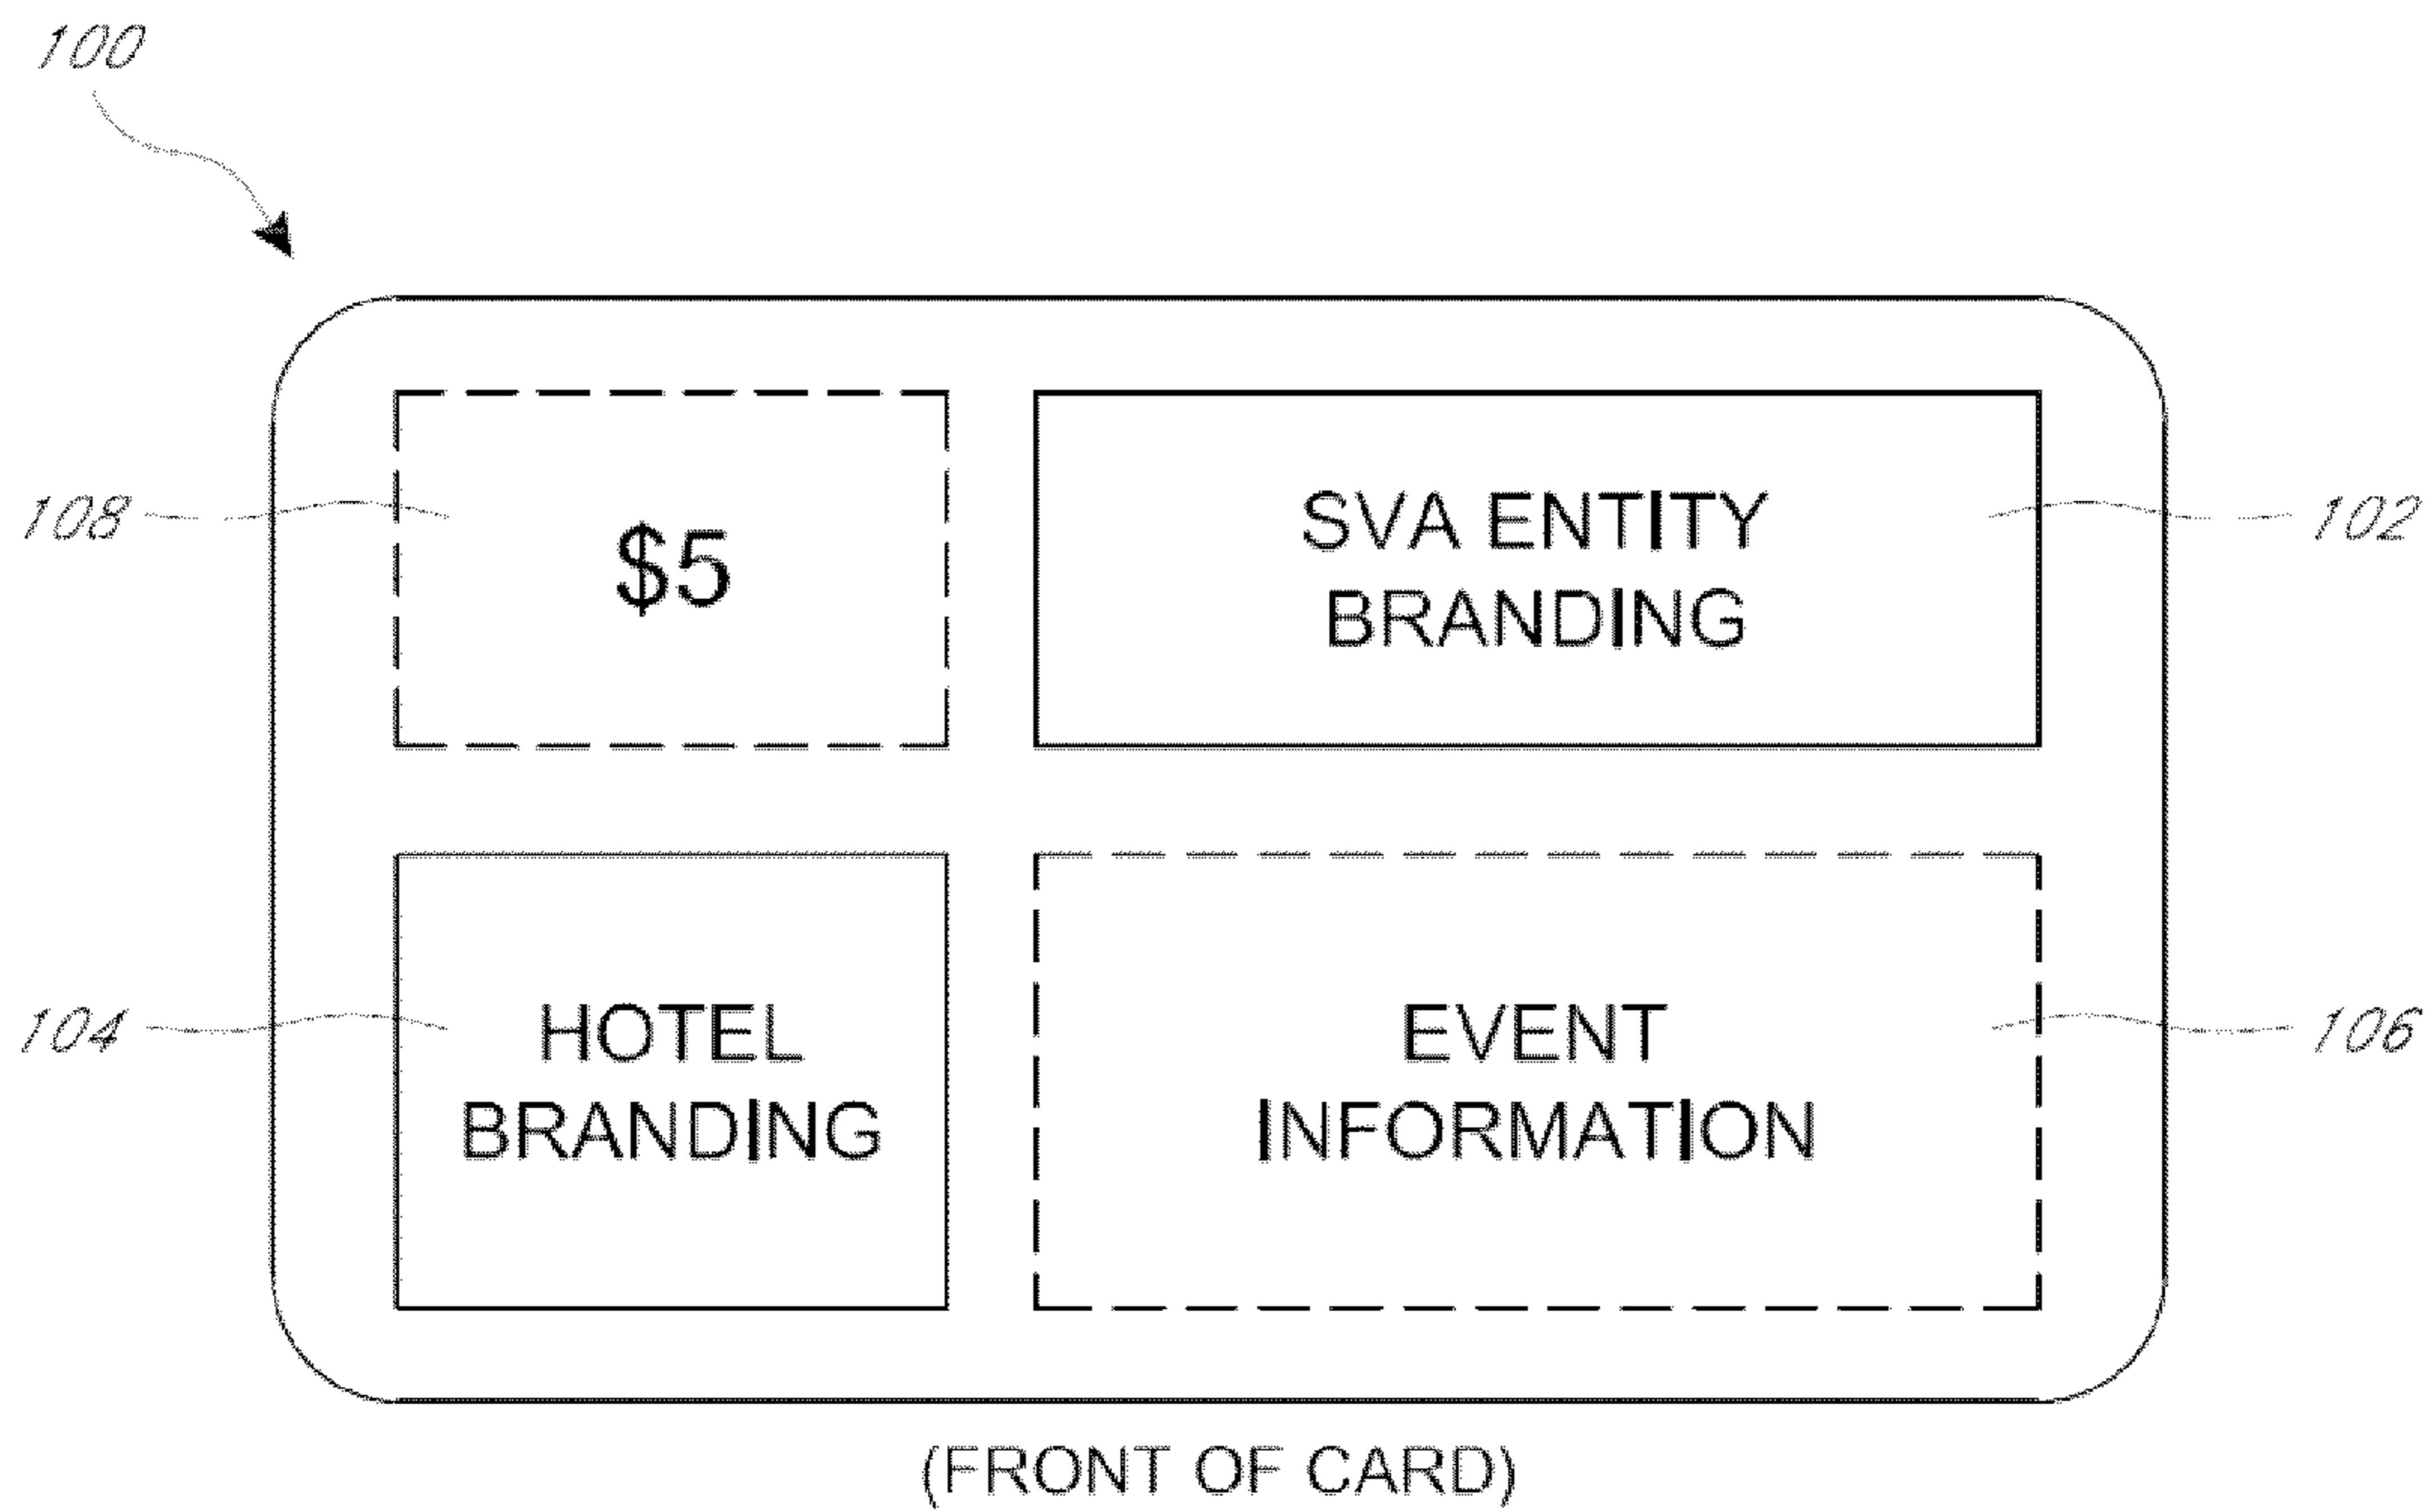 100
108
$5
SVA ENTITY
BRANDING
102
104
HOTEL
BRANDING
EVENT
INFORMATION
106
(FRONT OF CARD)